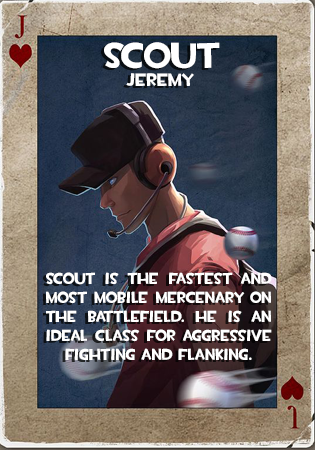 J
SCOUT
JEREMY
SCOUT IS THE FASTEST AND
MOST MOBILE MERCENARY ON
THE BATTLEFIELD. HE IS AN
IDEAL CLASS FOR AGGRESSIVE
FIGHTING AND FLANKING.
J